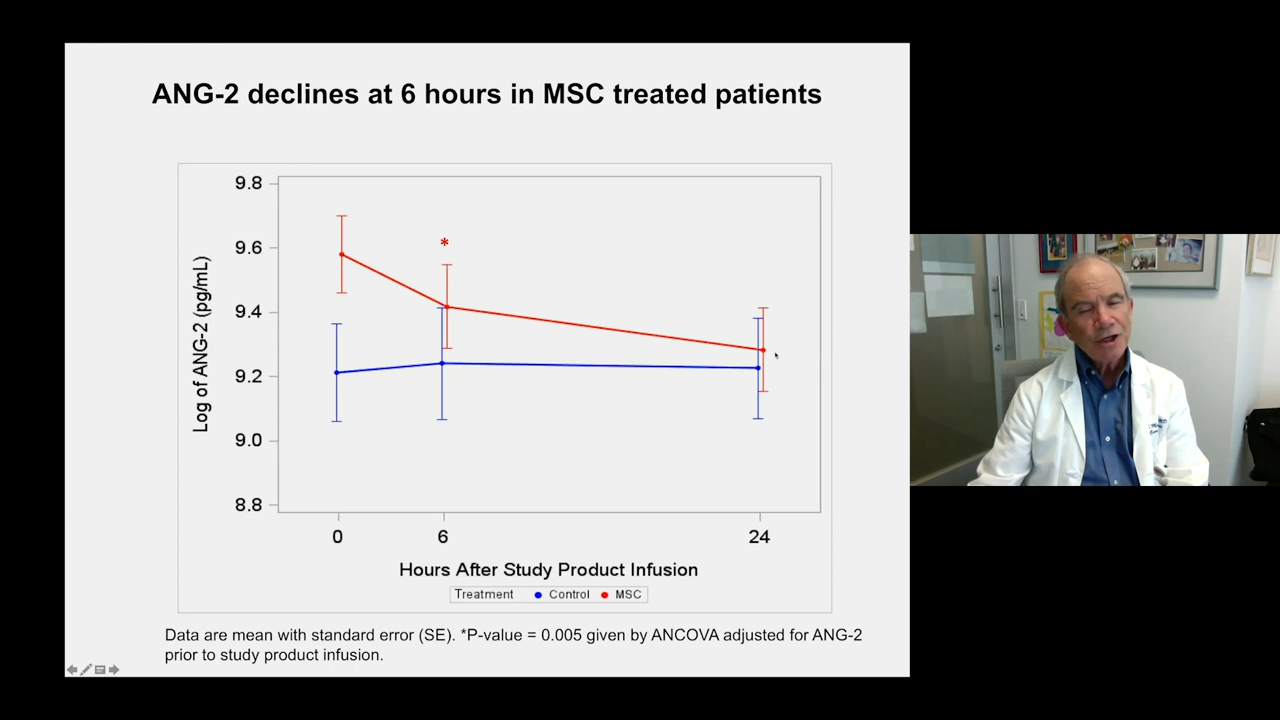 ANG-2 declines at 6 hours in MSC treated patients
9.8
9.6
9.4
9.2
9.0
8.8
Log of ANG-2 (pg/mL)
*
0 6 24
Hours After Study Product Infusion
Treatment Control MSC
Data are mean with standard error (SE). *P-value = 0.005 given by ANCOVA adjusted for ANG-2
prior to study product infusion.